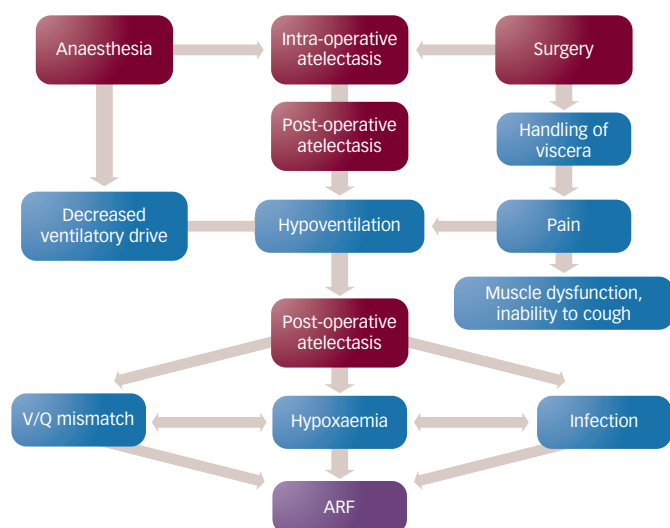 Anaesthesia
Intra-operative
atelectasis
Surgery
Post-operative
atelectasis
Handling of
viscera
Decreased
ventilatory drive
Hypoventilation
Pain
Muscle dysfunction,
inability to cough
Post-operative
atelectasis
V/Q mismatch
Hypoxaemia
Infection
ARF